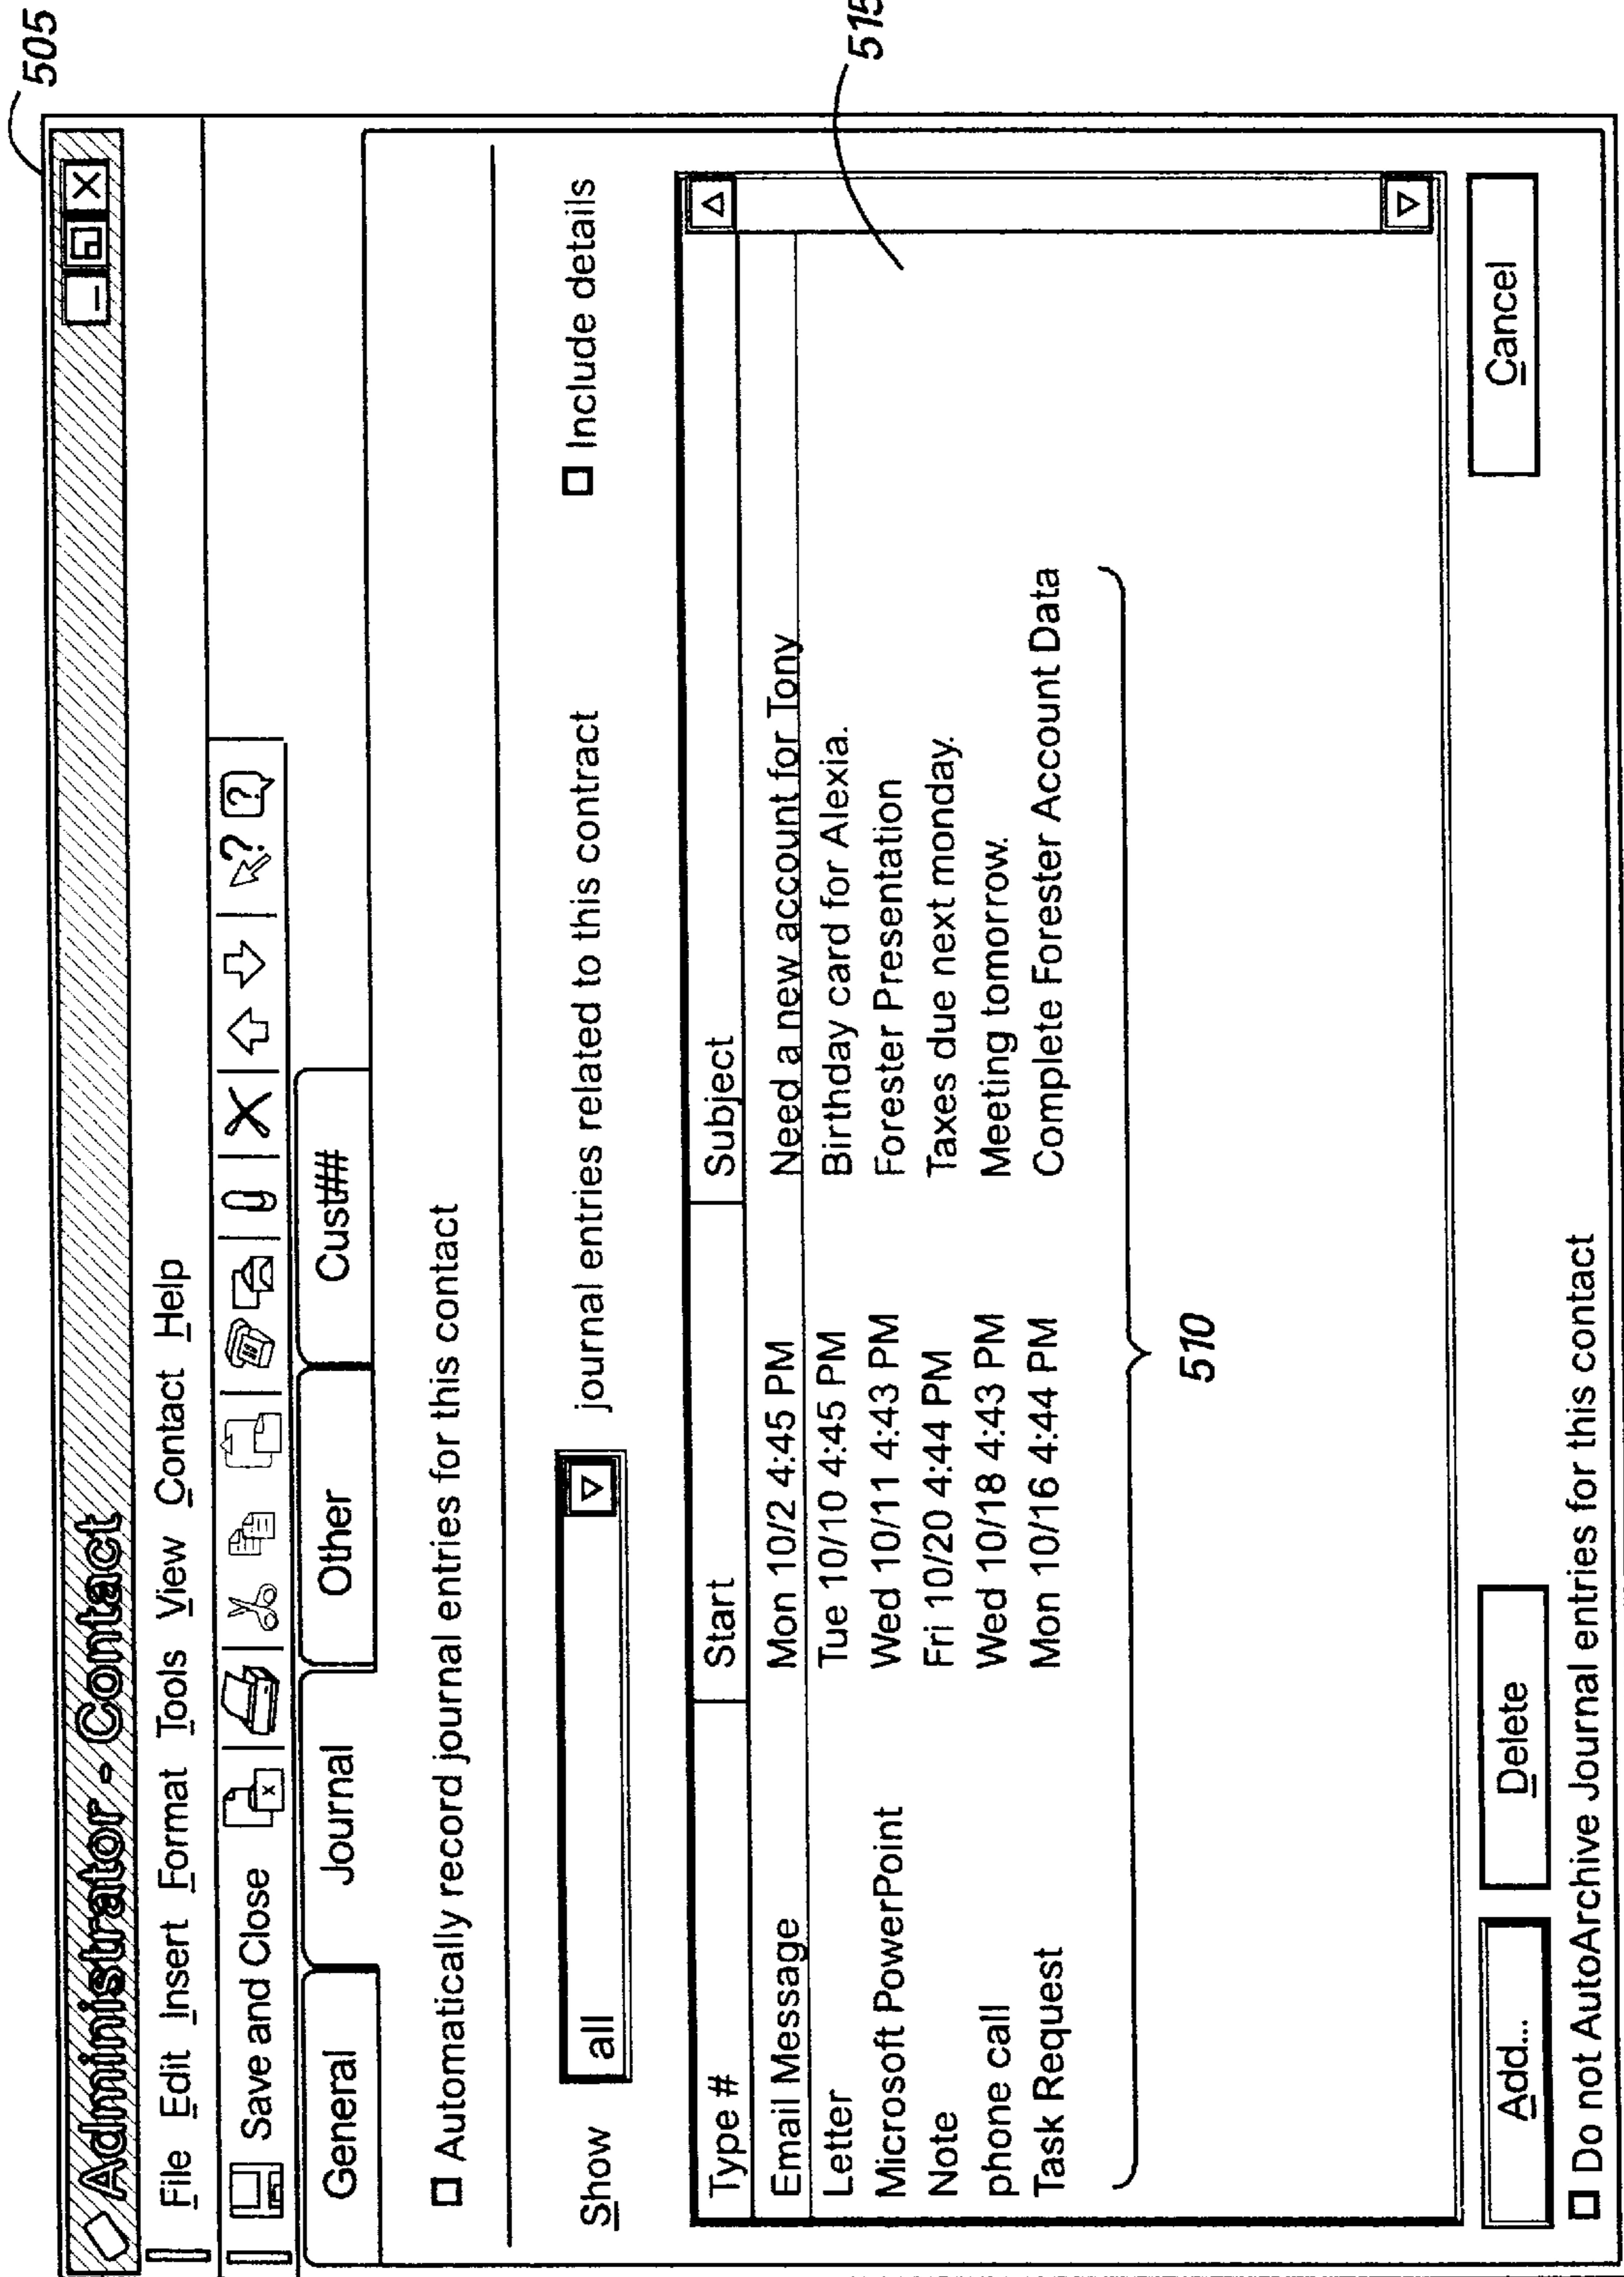 505
Administrator - Contact
File Edit Insert Format Tools View Contact Help
Save and Close
General Journal Other Cust##
Automatically record journal entries for this contact
Show all journal entries related to this contract Include details
Type # Start Subject
Email Message Mon 10/2 4:45 PM Need a new account for Tony
Letter Tue 10/10 4:45 PM Birthday card for Alexia.
Microsoft PowerPoint Wed 10/11 4:43 PM Forester Presentation
Note Fri 10/20 4:44 PM Taxes due next monday.
phone call Wed 10/18 4:43 PM Meeting tomorrow.
Task Request Mon 10/16 4:44 PM Complete Forester Account Data
515
510
Add... Delete Cancel
Do not AutoArchive Journal entries for this contact